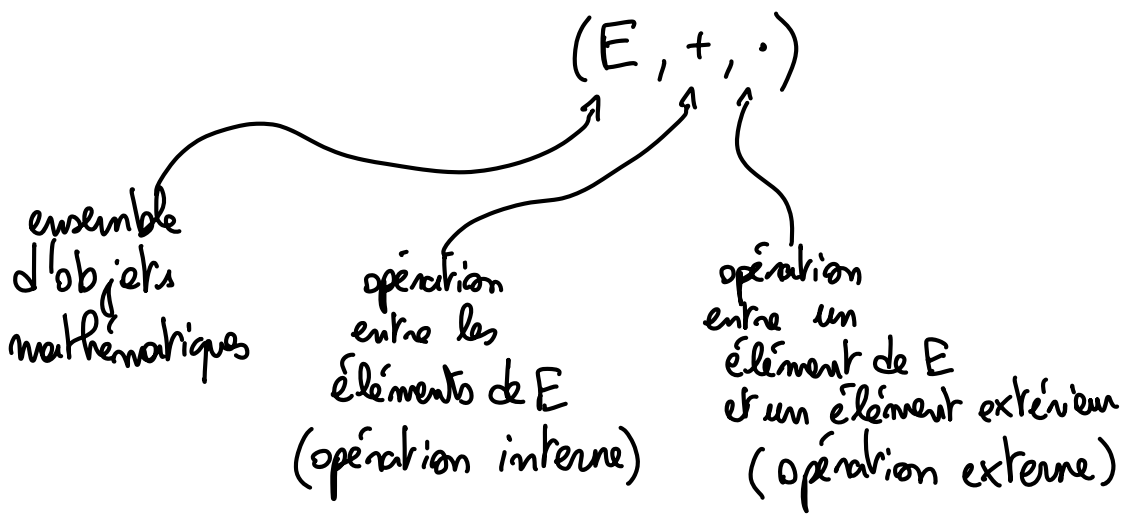 (E, +, ·)
ensemble
d'objets
mathématiques
opération
entre les
éléments de E
(opération interne)
opération
entre un
élément de E
et un élément extérieur
(opération externe)